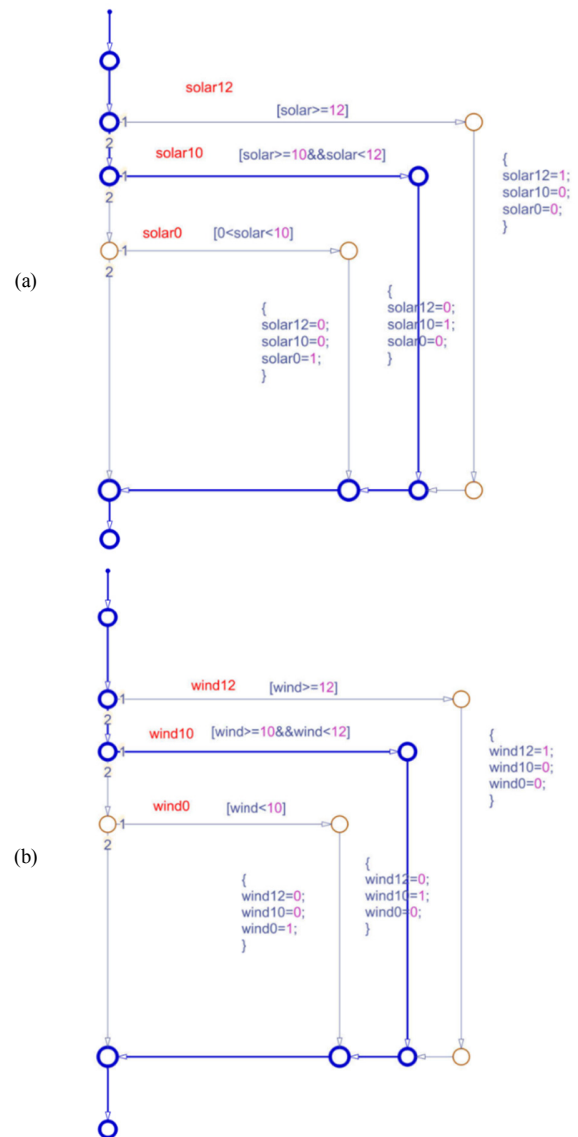 solar12
1 [solar>=12]
2
solar10 [solar>=10&&solar<12]
1
2
{
solar12=1;
solar10=0;
solar0=0;
}
solar0 [0<solar<10]
1
2
(a)
{
solar12=0;
solar10=0;
solar0=1;
}
{
solar12=0;
solar10=1;
solar0=0;
}
wind12 [wind>=12]
1
2
wind10 [wind>=10&&wind<12]
1
2
{
wind12=1;
wind10=0;
wind0=0;
}
wind0 [wind<10]
1
2
(b)
{
wind12=0;
wind10=0;
wind0=1;
}
{
wind12=0;
wind10=1;
wind0=0;
}